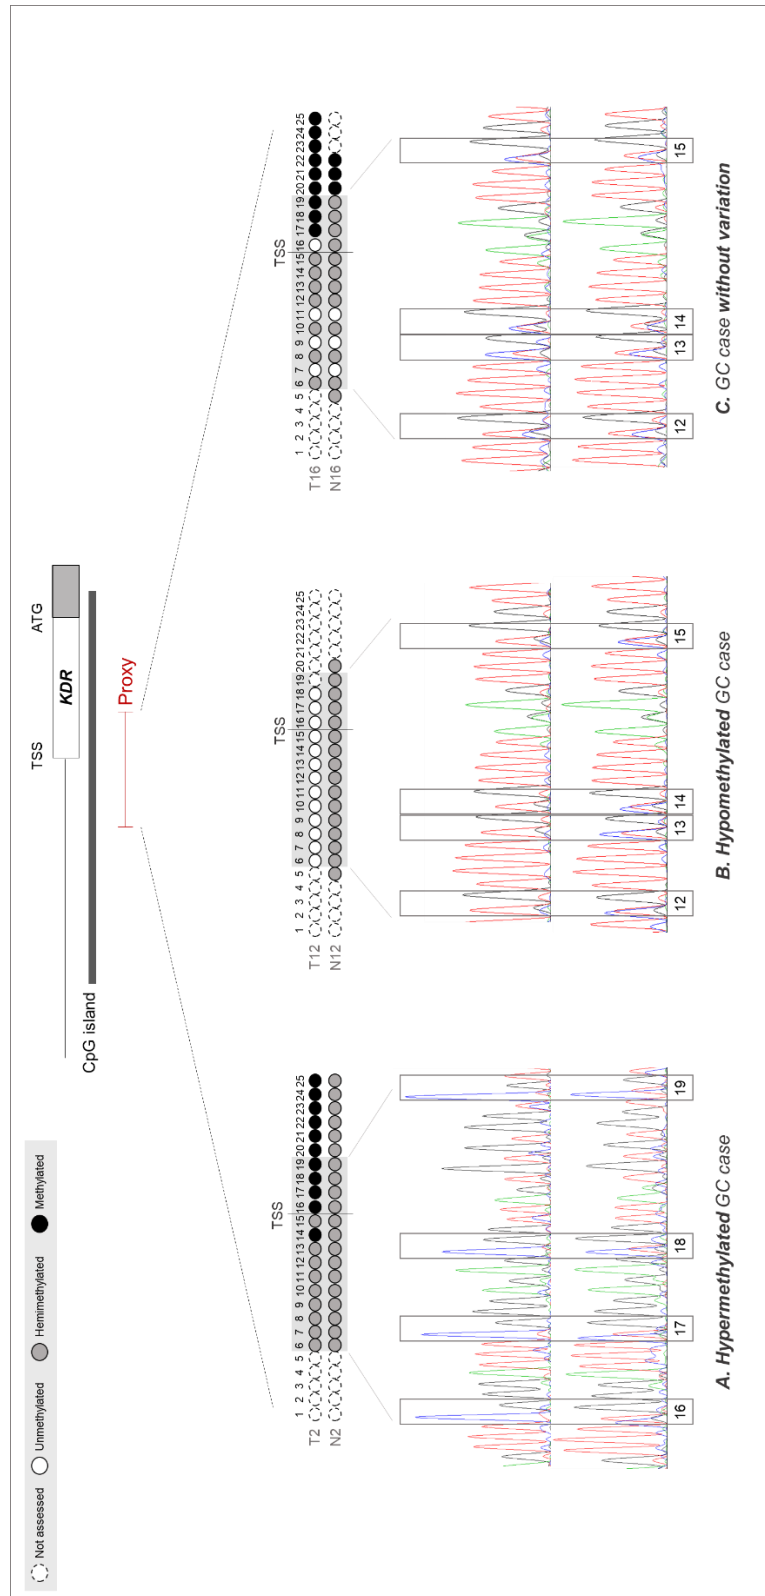 Not assessed
Unmethylated
Hemimethylated
Methylated
TSS
ATG
KDR
CpG island
Proxy
TSS
1 2 3 4 5 6 7 8 9 10 11 12 13 14 15 16 17 18 19 20 21 22 23 24 25
T2
N2
16
17
18
19
A. Hypermethylated GC case
TSS
1 2 3 4 5 6 7 8 9 10 11 12 13 14 15 16 17 18 19 20 21 22 23 24 25
T12
N12
12
13
14
15
B. Hypomethylated GC case
TSS
1 2 3 4 5 6 7 8 9 10 11 12 13 14 15 16 17 18 19 20 21 22 23 24 25
T16
N16
12
13
14
15
C. GC case without variation